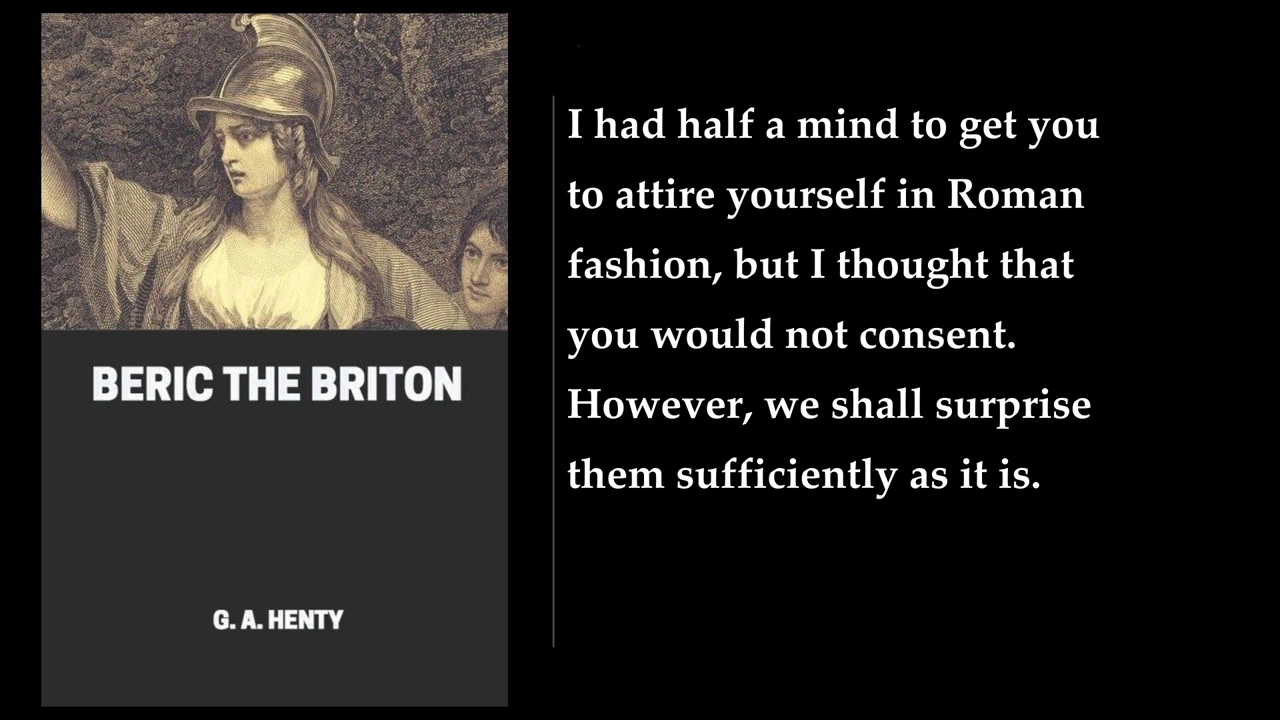 BERIC THE BRITON
G. A. HENTY
I had half a mind to get you
to attire yourself in Roman
fashion, but I thought that
you would not consent.
However, we shall surprise
them sufficiently as it is.